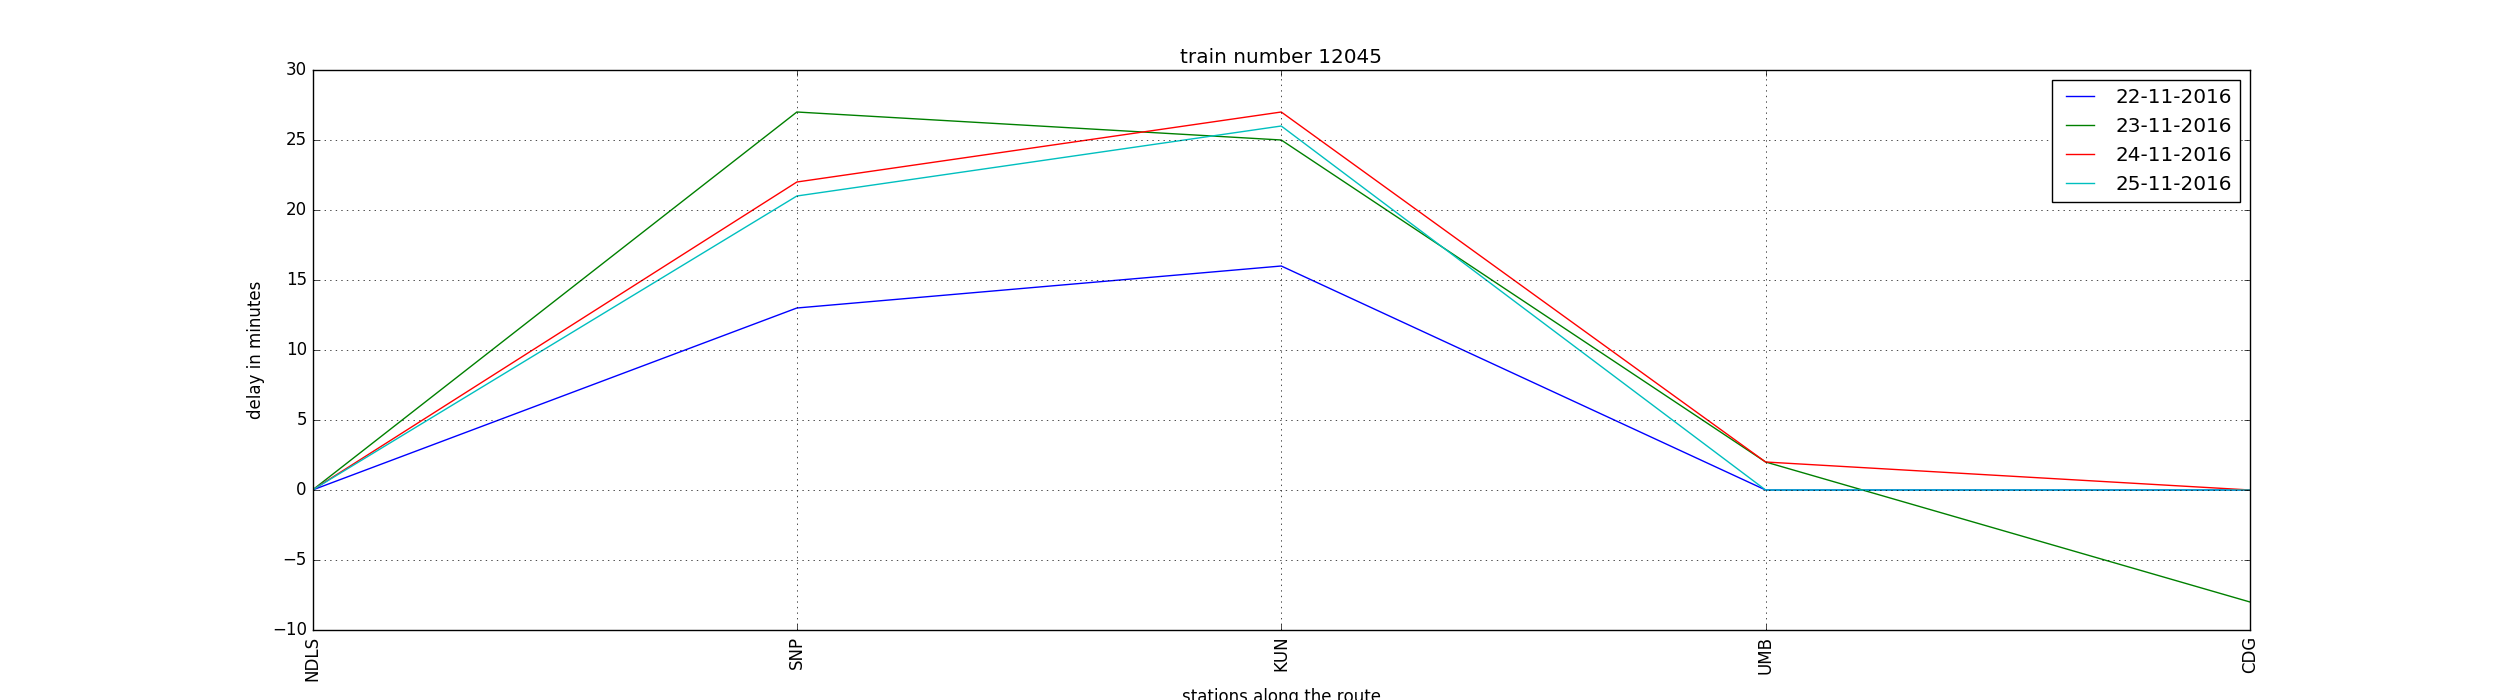 train number 12045
30
25
20
15
10
5
0
−5
−10
delay in minutes
22-11-2016
23-11-2016
24-11-2016
25-11-2016
NDLS
SNP
KUN
UMB
CDG
stations along the route